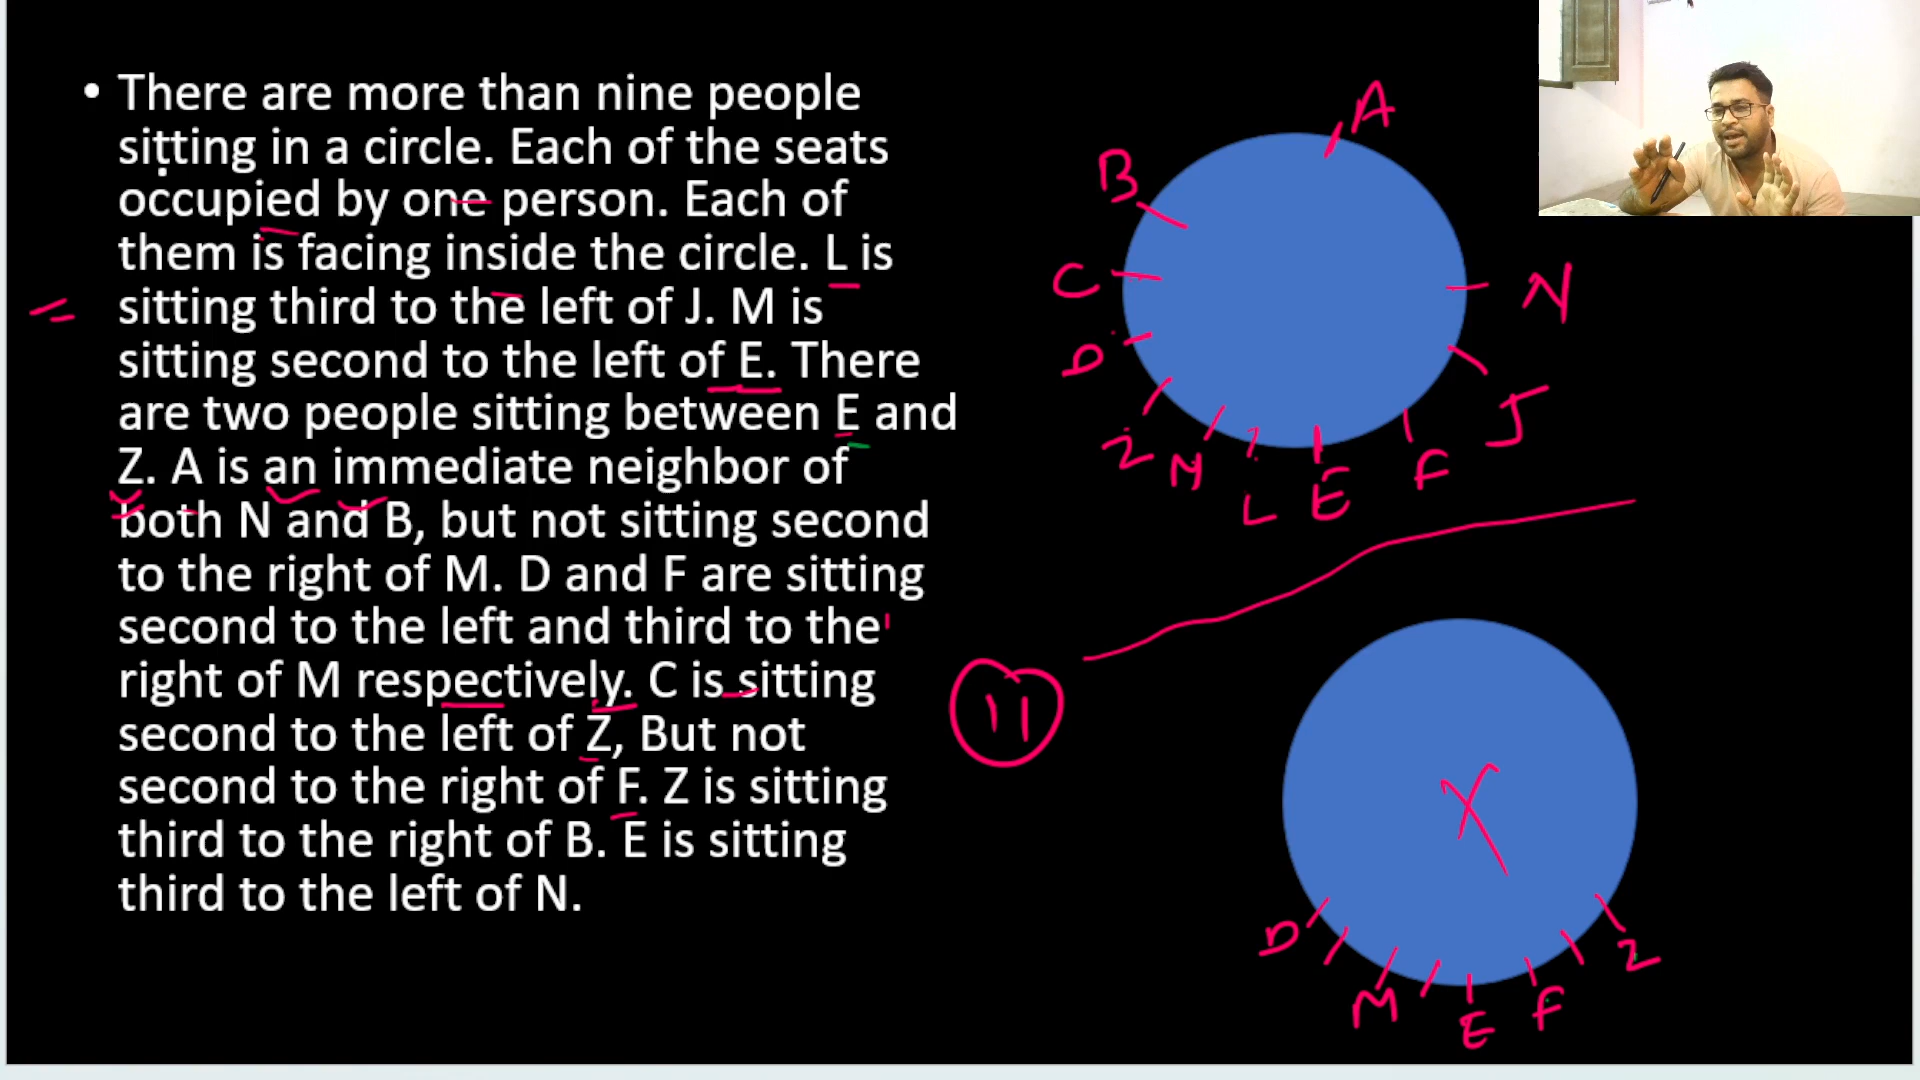 • There are more than nine people
sitting in a circle. Each of the seats
occupied by one person. Each of
them is facing inside the circle. L is
sitting third to the left of J. M is
sitting second to the left of E. There
are two people sitting between E and
Z. A is an immediate neighbor of
both N and B, but not sitting second
to the right of M. D and F are sitting
second to the left and third to the
right of M respectively. C is sitting
second to the left of Z, But not
second to the right of F. Z is sitting
third to the right of B. E is sitting
third to the left of N.
A
B
C
N
D
J
Z
M
L
E
F
11
X
D
M
E
F
Z